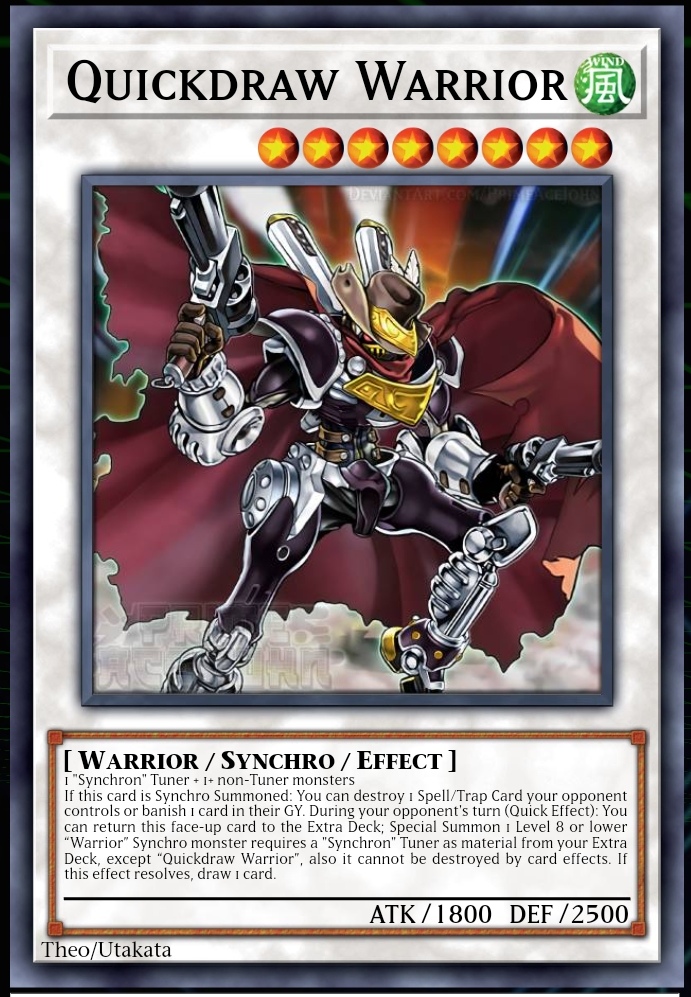 Quickdraw Warrior
WIND
風
DeviantArt.com/PrimeAceJohn
[ Warrior / Synchro / Effect ]
1 "Synchron" Tuner + 1+ non-Tuner monsters
If this card is Synchro Summoned: You can destroy 1 Spell/Trap Card your opponent
controls or banish 1 card in their GY. During your opponent's turn (Quick Effect): You
can return this face-up card to the Extra Deck; Special Summon 1 Level 8 or lower
“Warrior” Synchro monster requires a "Synchron" Tuner as material from your Extra
Deck, except “Quickdraw Warrior”, also it cannot be destroyed by card effects. If
this effect resolves, draw 1 card.
ATK / 1800 DEF / 2500
Theo/Utakata